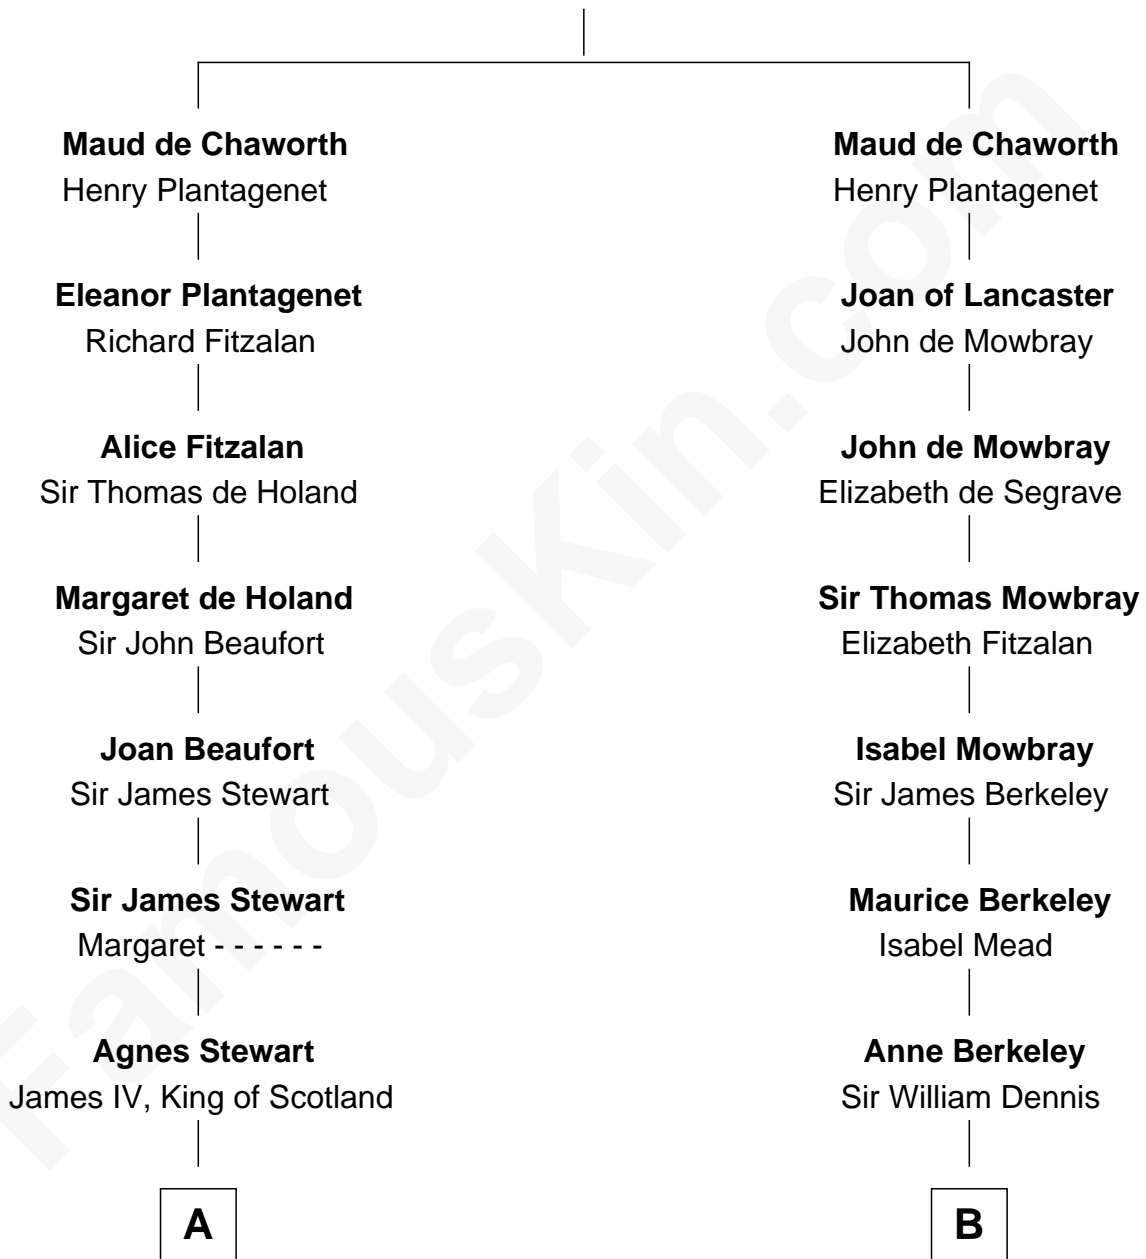 Maud de Chaworth
Henry Plantagenet
Eleanor Plantagenet
Richard Fitzalan
Alice Fitzalan
Sir Thomas de Holand
Margaret de Holand
Sir John Beaufort
Joan Beaufort
Sir James Stewart
Sir James Stewart
Margaret - - - - - -
Agnes Stewart
James IV, King of Scotland
A
Maud de Chaworth
Henry Plantagenet
Joan of Lancaster
John de Mowbray
John de Mowbray
Elizabeth de Segrave
Sir Thomas Mowbray
Elizabeth Fitzalan
Isabel Mowbray
Sir James Berkeley
Maurice Berkeley
Isabel Mead
Anne Berkeley
Sir William Dennis
B
FamousKin.com